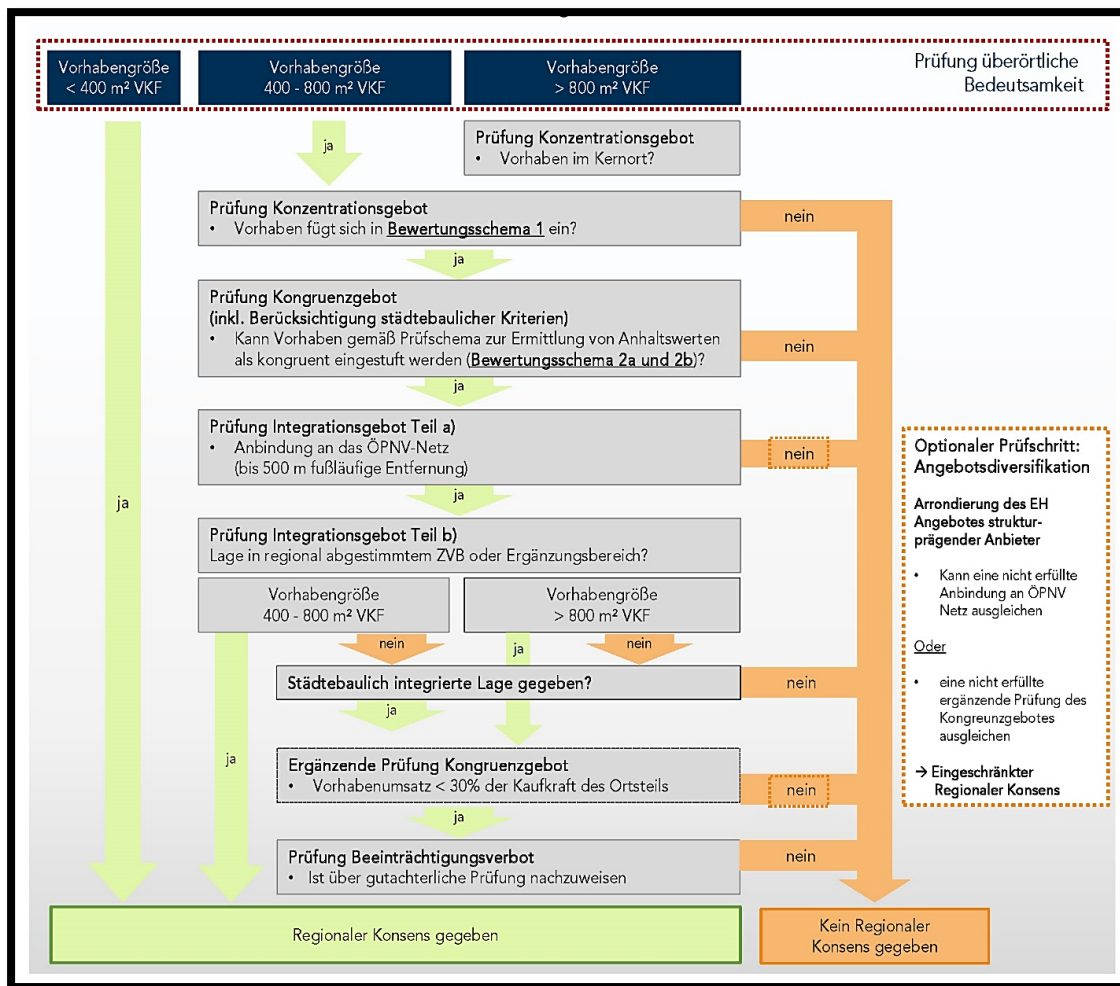 Vorhabengröße
< 400 m² VKF
Vorhabengröße
400 - 800 m² VKF
Vorhabengröße
> 800 m² VKF
Prüfung überörtliche
Bedeutsamkeit
ja
Prüfung Konzentrationsgebot
• Vorhaben im Kernort?
Prüfung Konzentrationsgebot
• Vorhaben fügt sich in Bewertungsschema 1 ein?
nein
ja
Prüfung Kongruenzgebot
(inkl. Berücksichtigung städtebaulicher Kriterien)
• Kann Vorhaben gemäß Prüfschema zur Ermittlung von Anhaltswerten
als kongruent eingestuft werden (Bewertungsschema 2a und 2b)?
nein
ja
Prüfung Integrationsgebot Teil a)
• Anbindung an das ÖPNV-Netz
(bis 500 m fußläufige Entfernung)
nein
ja
ja
Prüfung Integrationsgebot Teil b)
Lage in regional abgestimmtem ZVB oder Ergänzungsbereich?
Vorhabengröße
400 - 800 m² VKF
Vorhabengröße
> 800 m² VKF
nein
ja
nein
Städtebaulich integrierte Lage gegeben?
nein
ja
ja
Ergänzende Prüfung Kongruenzgebot
• Vorhabenumsatz < 30% der Kaufkraft des Ortsteils
nein
ja
Prüfung Beeinträchtigungsverbot
• Ist über gutachterliche Prüfung nachzuweisen
nein
Regionaler Konsens gegeben
Kein Regionaler
Konsens gegeben
Optionaler Prüfschritt:
Angebotsdiversifikation
Arrondierung des EH
Angebotes struktur-
prägender Anbieter
• Kann eine nicht erfüllte
Anbindung an ÖPNV
Netz ausgleichen
Oder
• eine nicht erfüllte
ergänzende Prüfung des
Kongreunzgebotes
ausgleichen
→ Eingeschränkter
Regionaler Konsens